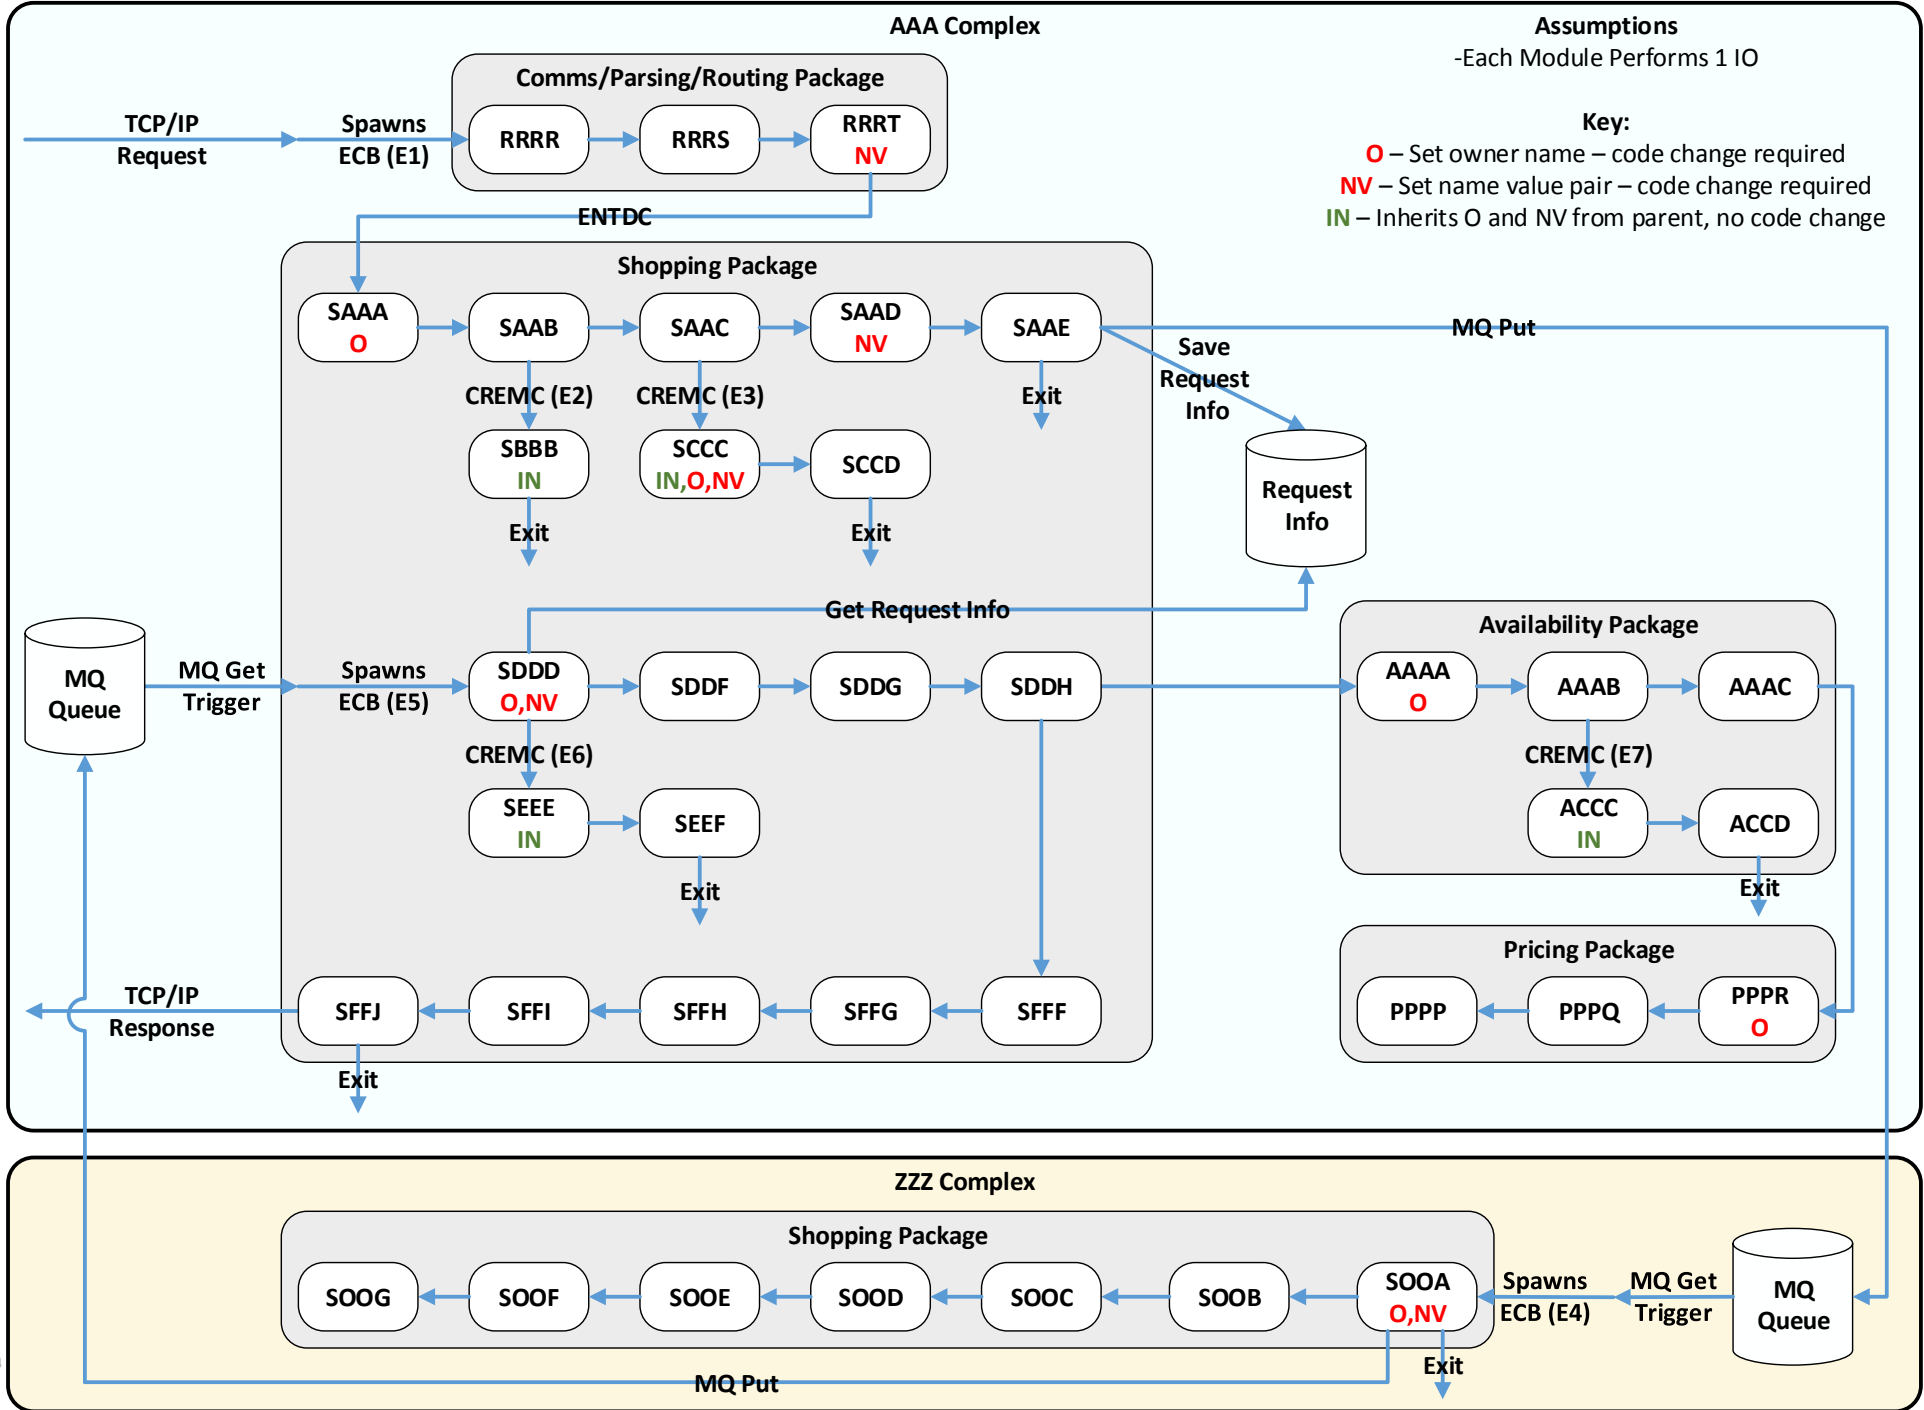 AAA Complex
Assumptions
-Each Module Performs 1 IO
Key:
O – Set owner name – code change required
NV – Set name value pair – code change required
IN – Inherits O and NV from parent, no code change
Comms/Parsing/Routing Package
TCP/IP
Request
Spawns
ECB (E1)
RRRR
RRRS
RRRT
NV
ENTDC
Shopping Package
SAAA
O
SAAB
SAAC
SAAD
NV
SAAE
MQ Put
Save
Request
Info
CREMC (E2)
CREMC (E3)
Exit
SBBB
IN
SCCC
IN,O,NV
SCCD
Request
Info
Exit
Exit
Get Request Info
MQ
Queue
MQ Get
Trigger
Spawns
ECB (E5)
SDDD
O,NV
SDDF
SDDG
SDDH
Availability Package
AAAA
O
AAAB
AAAC
CREMC (E6)
CREMC (E7)
SEEE
IN
SEEF
ACCC
IN
ACCD
Exit
Exit
Pricing Package
TCP/IP
Response
SFFJ
SFFI
SFFH
SFFG
SFFF
PPPP
PPPQ
PPPR
O
Exit
ZZZ Complex
Shopping Package
SOOG
SOOF
SOOE
SOOD
SOOC
SOOB
SOOA
O,NV
Spawns
ECB (E4)
MQ Get
Trigger
MQ
Queue
Exit
MQ Put